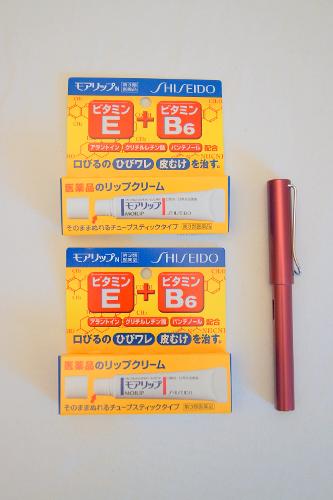 モアリップN 第3類医薬品 SHISEIDO
ビタミン E + ビタミン B6
アラントイン グリチルレチン酸 パンテノール 配合
口びるの ひびワレ 皮むけ を治す。
医薬品のリップクリーム
モアリップ
MOILIP SHISEIDO
そのままぬれるチューブスティックタイプ 第3類医薬品
モアリップN 第3類医薬品 SHISEIDO
ビタミン E + ビタミン B6
アラントイン グリチルレチン酸 パンテノール 配合
口びるの ひびワレ 皮むけ を治す。
医薬品のリップクリーム
モアリップ
MOILIP SHISEIDO
そのままぬれるチューブスティックタイプ 第3類医薬品